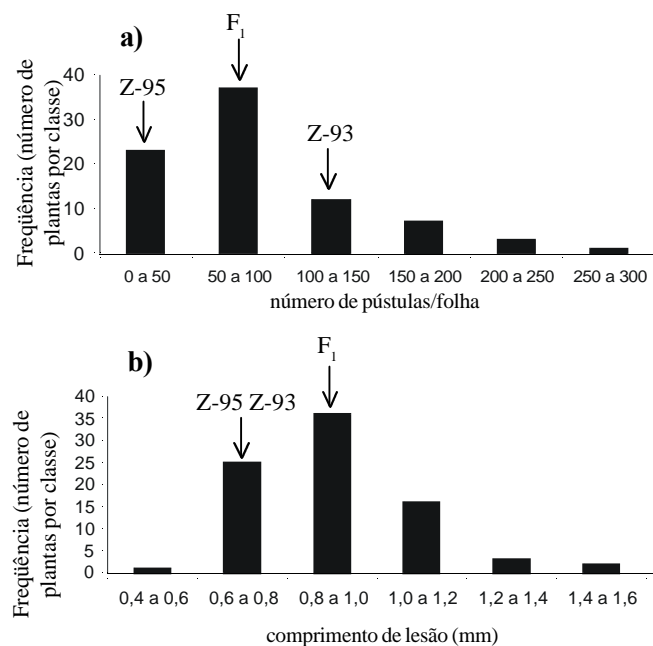 a)
F₁
Z-95
Z-93
Freqüência (número de
plantas por classe)
40
30
20
10
0
0 a 50 50 a 100 100 a 150 150 a 200 200 a 250 250 a 300
número de pústulas/folha
b)
F₁
Z-95 Z-93
Freqüência (número de
plantas por classe)
40
35
30
25
20
15
10
5
0
0,4 a 0,6 0,6 a 0,8 0,8 a 1,0 1,0 a 1,2 1,2 a 1,4 1,4 a 1,6
comprimento de lesão (mm)